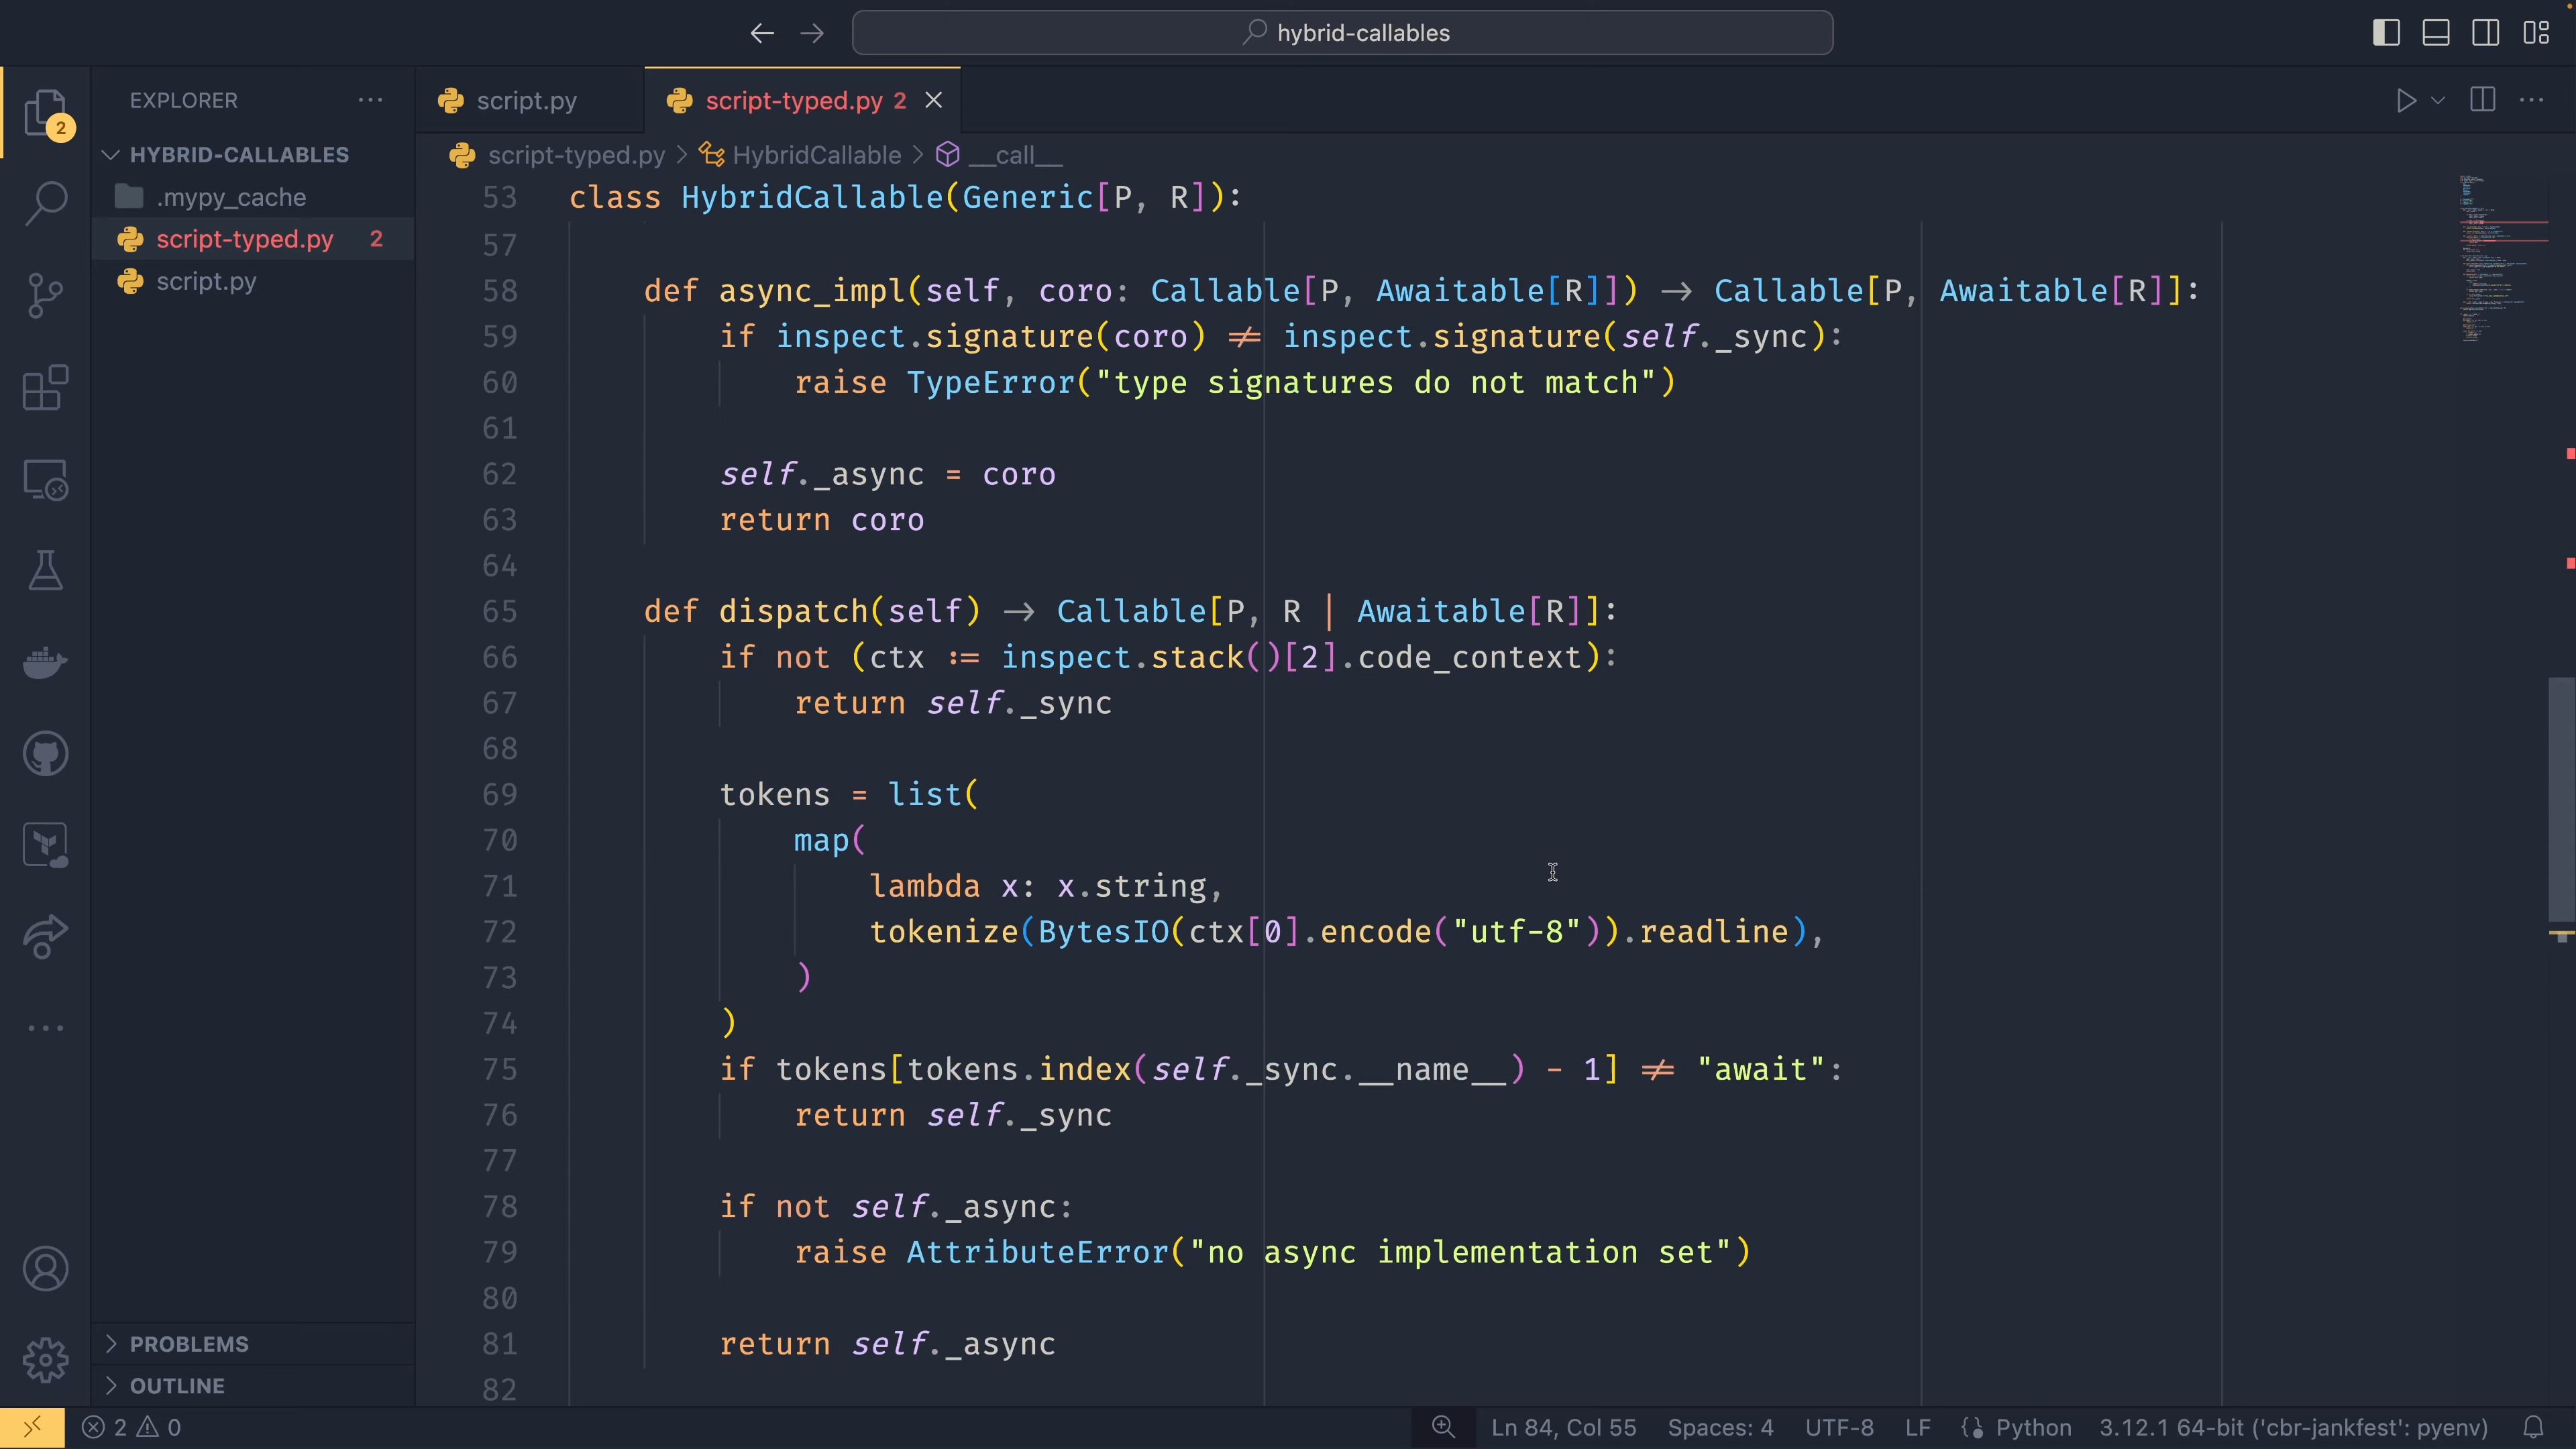 hybrid-callables
EXPLORER
script.py
script-typed.py 2
2
HYBRID-CALLABLES
script-typed.py > HybridCallable > __call__
.mypy_cache
script-typed.py 2
script.py
53 class HybridCallable(Generic[P, R]):
57
58 def async_impl(self, coro: Callable[P, Awaitable[R]]) → Callable[P, Awaitable[R]]:
59 if inspect.signature(coro) ≠ inspect.signature(self._sync):
60 raise TypeError("type signatures do not match")
61
62 self._async = coro
63 return coro
64
65 def dispatch(self) → Callable[P, R | Awaitable[R]]:
66 if not (ctx := inspect.stack()[2].code_context):
67 return self._sync
68
69 tokens = list(
70 map(
71 lambda x: x.string,
72 tokenize(BytesIO(ctx[0].encode("utf-8")).readline),
73 )
74 )
75 if tokens[tokens.index(self._sync.__name__) - 1] ≠ "await":
76 return self._sync
77
78 if not self._async:
79 raise AttributeError("no async implementation set")
80
81 return self._async
82
PROBLEMS
OUTLINE
2 0
Ln 84, Col 55 Spaces: 4 UTF-8 LF Python 3.12.1 64-bit ('cbr-jankfest': pyenv)